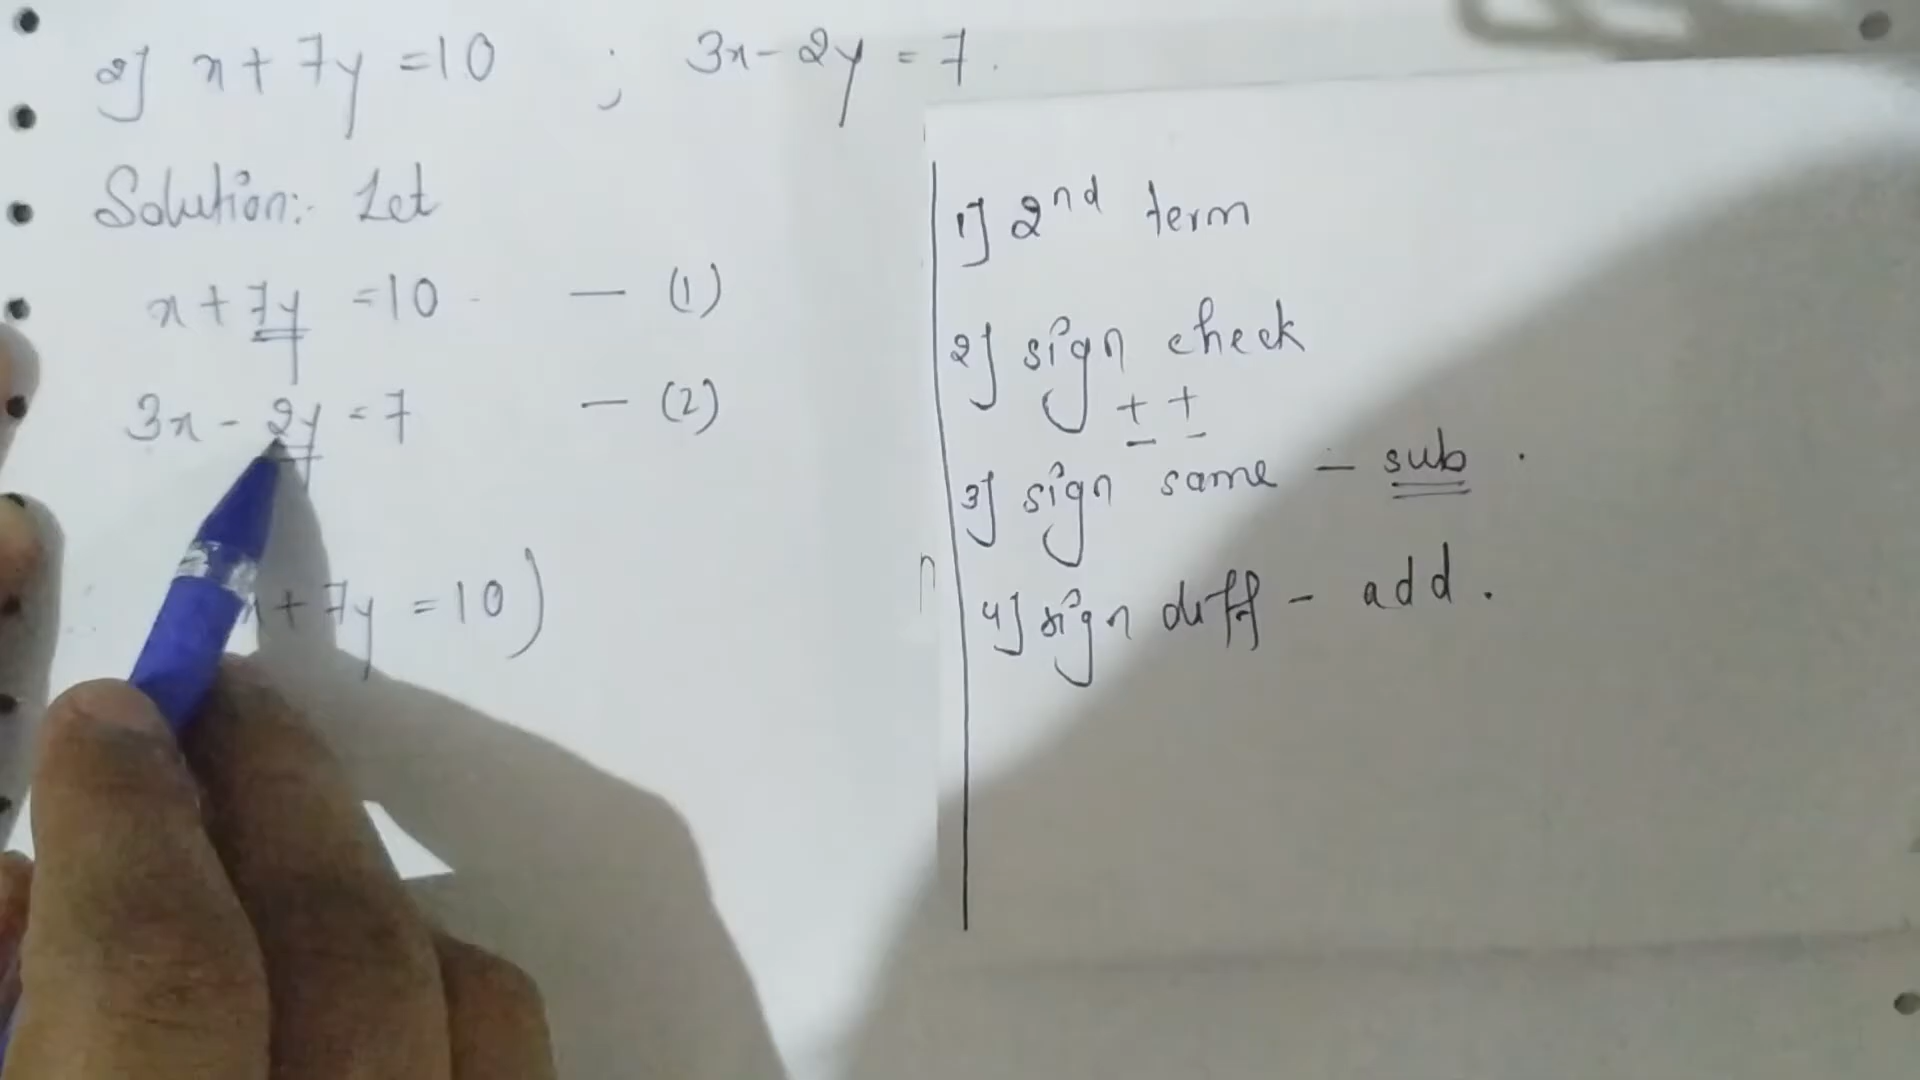 2] x + 7y = 10 ; 3x - 2y = 7.
Solution:- Let
x + 7y = 10 — (1)
3x - 2y = 7 — (2)
x + 7y = 10)
1] 2nd term
2] sign check
+ +
- -
3] sign same - sub.
4] sign diff - add.